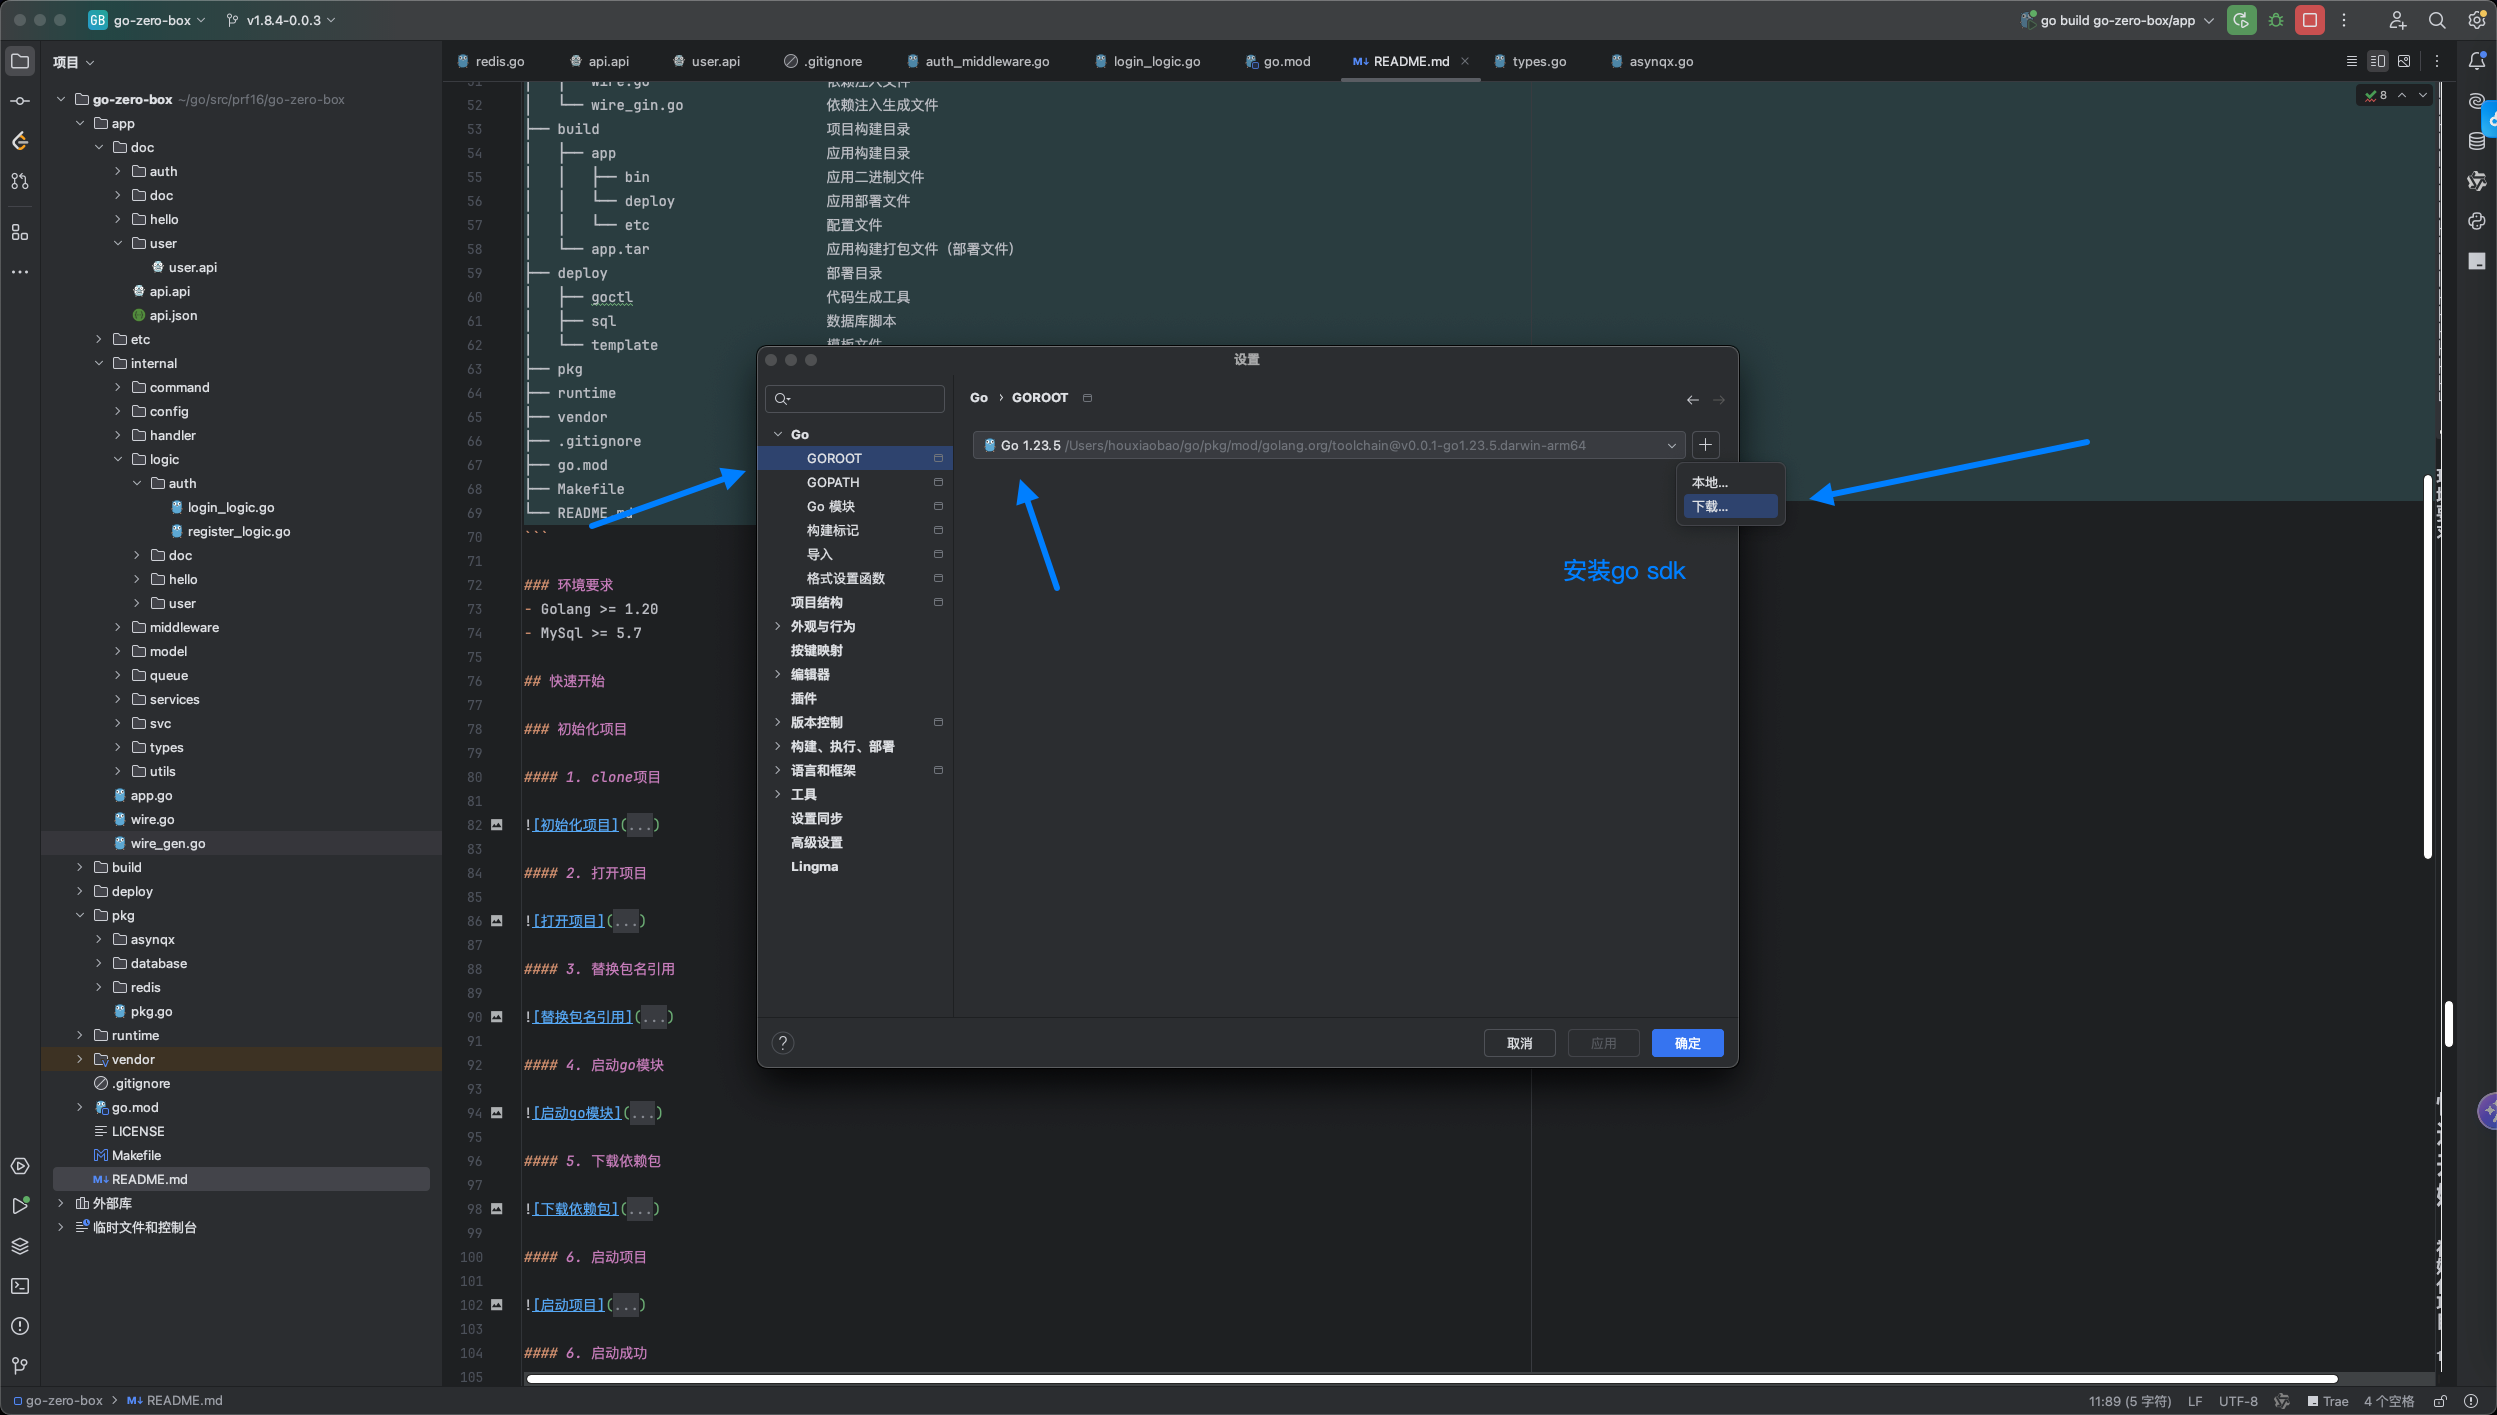 GB go-zero-box v1.8.4-0.0.3
go build go-zero-box/app
项目
go-zero-box ~/go/src/prf16/go-zero-box
app
doc
auth
doc
hello
user
user.api
api.api
api.json
etc
internal
command
config
handler
logic
auth
login_logic.go
register_logic.go
doc
hello
user
middleware
model
queue
services
svc
types
utils
app.go
wire.go
wire_gen.go
build
deploy
pkg
asynqx
database
redis
pkg.go
runtime
vendor
.gitignore
go.mod
LICENSE
Makefile
README.md
外部库
临时文件和控制台
redis.go api.api user.api .gitignore auth_middleware.go login_logic.go go.mod README.md types.go asynqx.go
8
51 │ ├── wire.go 依赖注入文件
52 │ └── wire_gin.go 依赖注入生成文件
53 ├── build 项目构建目录
54 │ ├── app 应用构建目录
55 │ │ ├── bin 应用二进制文件
56 │ │ └── deploy 应用部署文件
57 │ │ └── etc 配置文件
58 │ └── app.tar 应用构建打包文件（部署文件）
59 ├── deploy 部署目录
60 │ ├── goctl 代码生成工具
61 │ ├── sql 数据库脚本
62 │ └── template 模板文件
63 ├── pkg
64 ├── runtime
65 ├── vendor
66 ├── .gitignore
67 ├── go.mod
68 ├── Makefile
69 └── README.md
70 ```
71
72 ### 环境要求
73 - Golang >= 1.20
74 - MySql >= 5.7
75
76 ## 快速开始
77
78 ### 初始化项目
79
80 #### 1. clone项目
81
82 ![初始化项目](...)
83
84 #### 2. 打开项目
85
86 ![打开项目](...)
87
88 #### 3. 替换包名引用
89
90 ![替换包名引用](...)
91
92 #### 4. 启动go模块
93
94 ![启动go模块](...)
95
96 #### 5. 下载依赖包
97
98 ![下载依赖包](...)
99
100 #### 6. 启动项目
101
102 ![启动项目](...)
103
104 #### 6. 启动成功
105
设置
Go
GOROOT
GOPATH
Go 模块
构建标记
导入
格式设置函数
项目结构
外观与行为
按键映射
编辑器
插件
版本控制
构建、执行、部署
语言和框架
工具
设置同步
高级设置
Lingma
Go › GOROOT
Go 1.23.5 /Users/houxiaobao/go/pkg/mod/golang.org/toolchain@v0.0.1-go1.23.5.darwin-arm64
本地...
下载...
安装go sdk
?
取消 应用 确定
go-zero-box › README.md
11:89 (5 字符) LF UTF-8 Trae 4 个空格